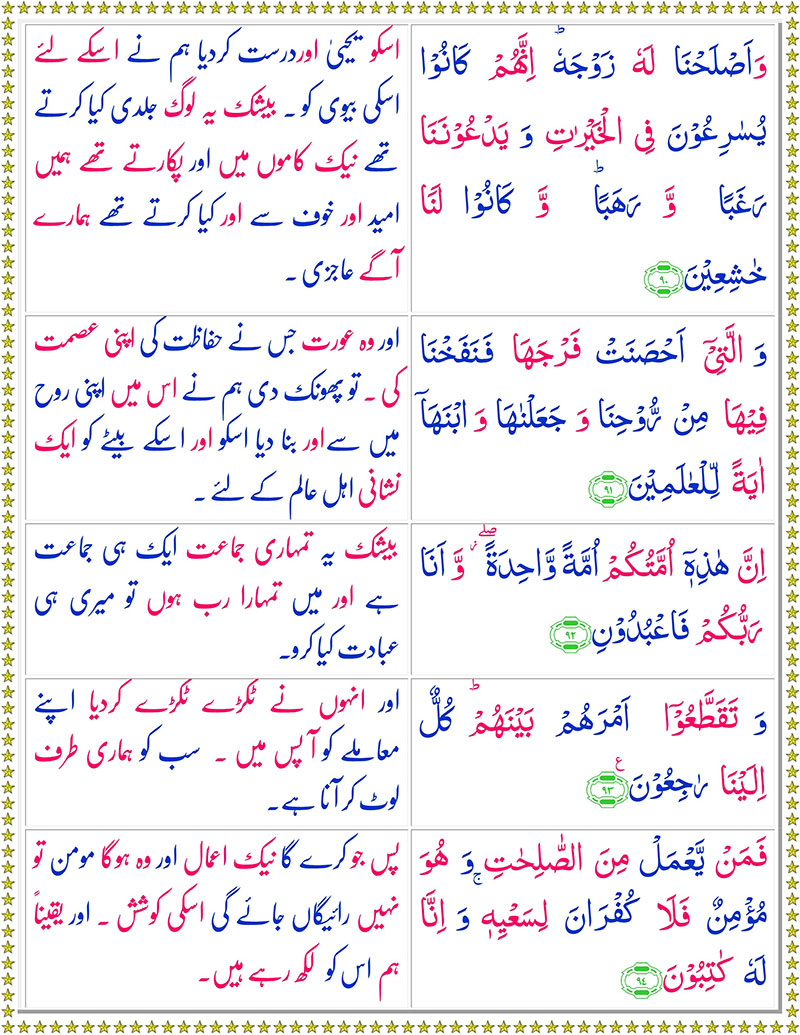 وَاَصْلَحْنَا لَهٗ زَوْجَهٗ ؕ اِنَّهُمْ كَانُوْا
يُسٰرِعُوْنَ فِی الْخَيْرٰتِ وَ يَدْعُوْنَنَا
رَغَبًا وَّ رَهَبًا ؕ وَّ كَانُوْا لَنَا
خٰشِعِيْنَ ۹۰
اسکو یحییٰ اور درست کردیا ہم نے اسکے لئے
اسکی بیوی کو ۔ بیشک یہ لوگ جلدی کیا کرتے
تھے نیک کاموں میں اور پکارتے تھے ہمیں
امید اور خوف سے اور کیا کرتے تھے ہمارے
آگے عاجزی ۔
وَ الَّتِیْۤ اَحْصَنَتْ فَرْجَهَا فَنَفَخْنَا
فِيْهَا مِنْ رُّوْحِنَا وَ جَعَلْنٰهَا وَ ابْنَهَاۤ
اٰيَةً لِّلْعٰلَمِيْنَ ۹۱
اور وہ عورت جس نے حفاظت کی اپنی عصمت
کی ۔ تو پھونک دی ہم نے اس میں اپنی روح
میں سے اور بنا دیا اسکو اور اسکے بیٹے کو ایک
نشانی اہل عالم کے لئے ۔
اِنَّ هٰذِهٖۤ اُمَّتُكُمْ اُمَّةً وَّاحِدَةً ۖؗ وَّ اَنَا
رَبُّكُمْ فَاعْبُدُوْنِ ۹۲
بیشک یہ تمہاری جماعت ایک ہی جماعت
ہے اور میں تمہارا رب ہوں تو میری ہی
عبادت کیا کرو۔
وَ تَقَطَّعُوْۤا اَمْرَهُمْ بَيْنَهُمْ ؕ كُلٌّ
اِلَيْنَا رٰجِعُوْنَ ۹۳ ع
اور انہوں نے ٹکڑے ٹکڑے کردیا اپنے
معاملے کو آپس میں ۔ سب کو ہماری طرف
لوٹ کر آنا ہے۔
فَمَنْ يَّعْمَلْ مِنَ الصّٰلِحٰتِ وَ هُوَ
مُؤْمِنٌ فَلَا كُفْرَانَ لِسَعْيِهٖ ۚ وَ اِنَّا
لَهٗ كٰتِبُوْنَ ۹۴
پس جو کرے گا نیک اعمال اور وہ ہوگا مومن تو
نہیں رائیگاں جائے گی اسکی کوشش ۔ اور یقیناً
ہم اس کو لکھ رہے ہیں۔